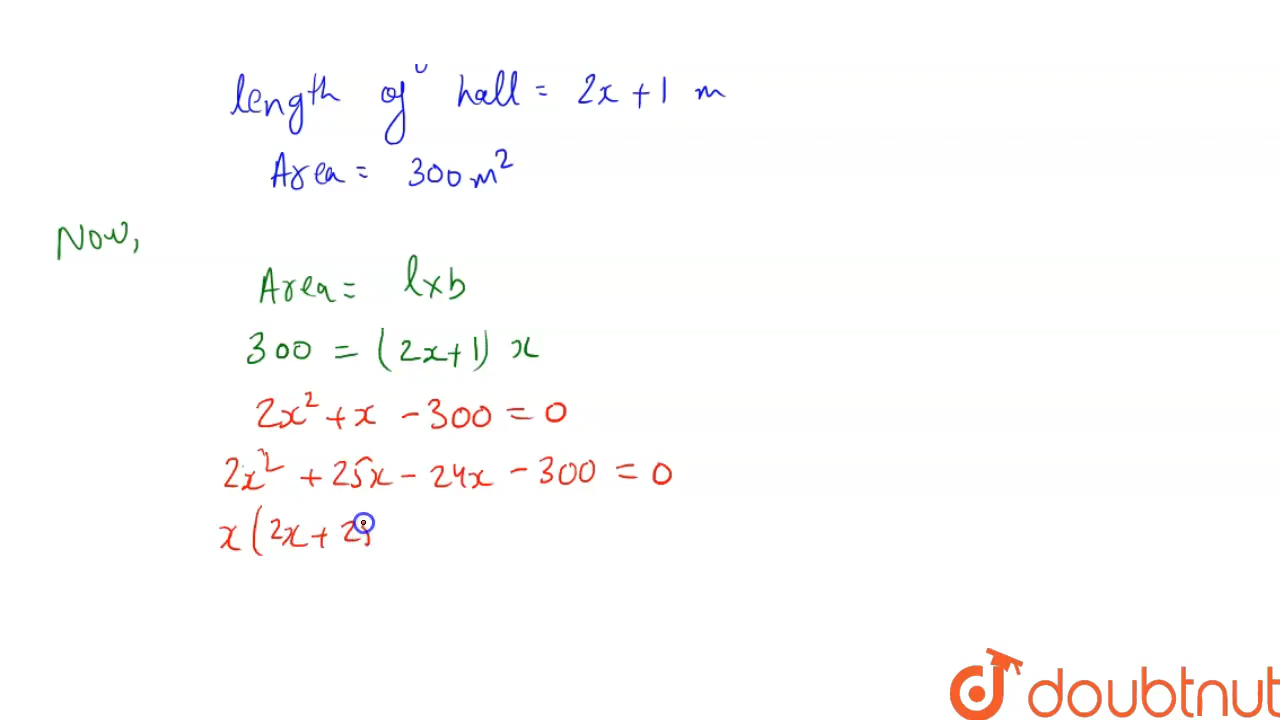 length of hall = 2x + 1 m
Area = 300 m²
Now,
Area = l×b
300 = (2x+1) x
2x² + x - 300 = 0
2x² + 25x - 24x - 300 = 0
x(2x + 25
doubtnut